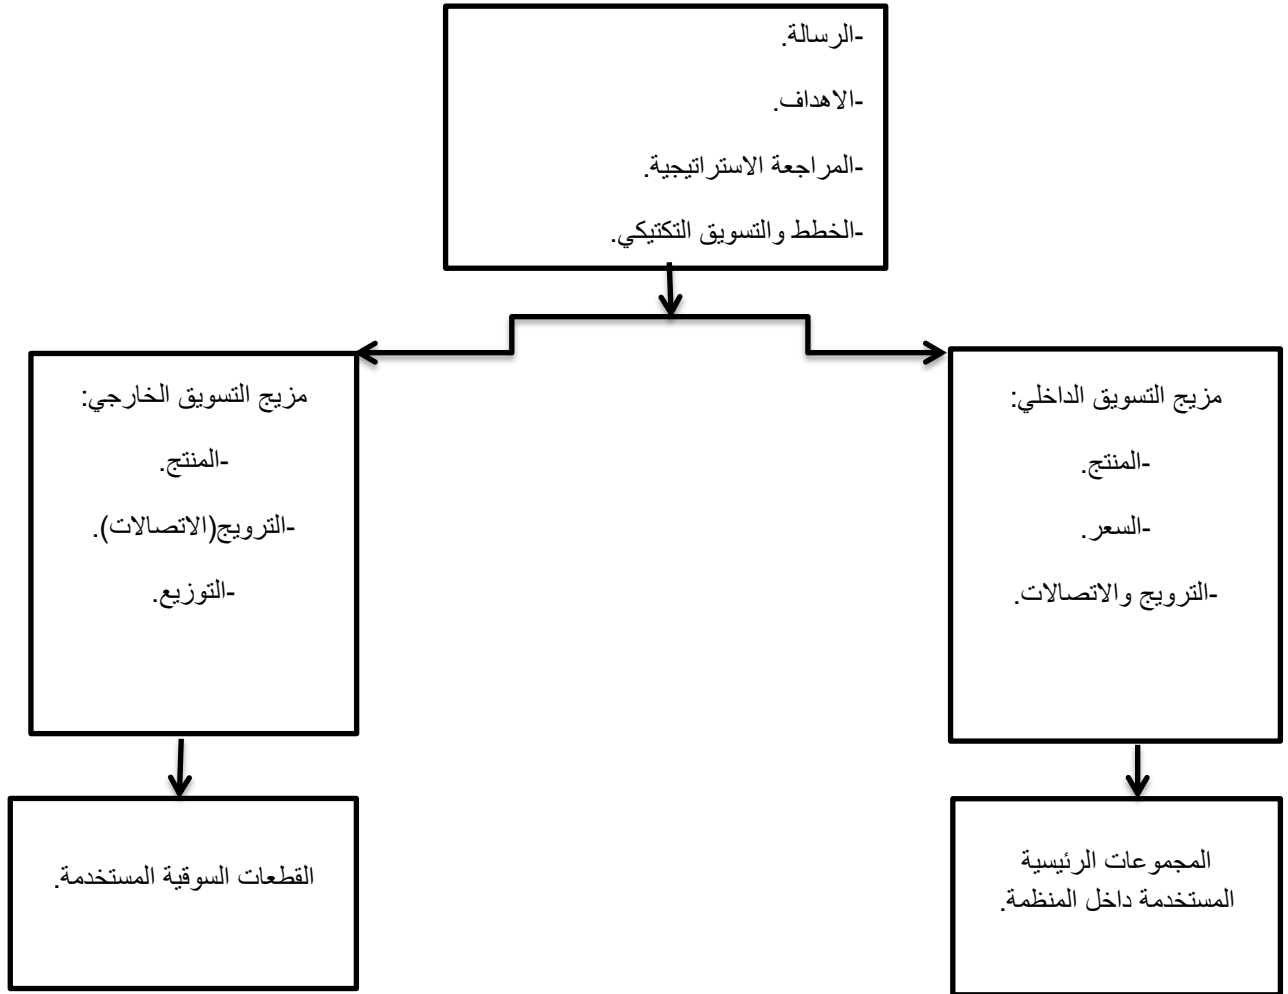 -الرسالة.
-الاهداف.
-المراجعة الاستراتيجية.
-الخطط والتسويق التكتيكي.
مزيج التسويق الداخلي:
-المنتج.
-السعر.
-الترويج والاتصالات.
مزيج التسويق الخارجي:
-المنتج.
-الترويج(الاتصالات).
-التوزيع.
المجموعات الرئيسية
المستخدمة داخل المنظمة.
القطعات السوقية المستخدمة.